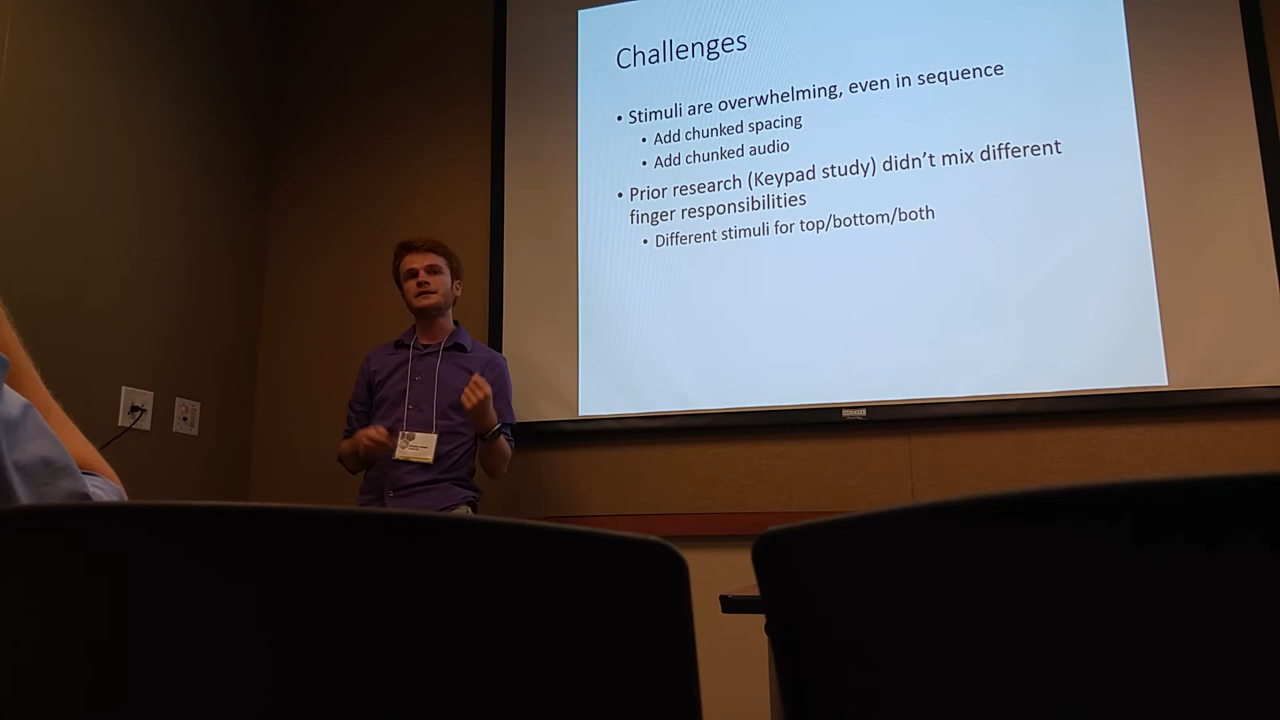 Challenges
• Stimuli are overwhelming, even in sequence
• Add chunked spacing
• Add chunked audio
• Prior research (Keypad study) didn't mix different
finger responsibilities
• Different stimuli for top/bottom/both